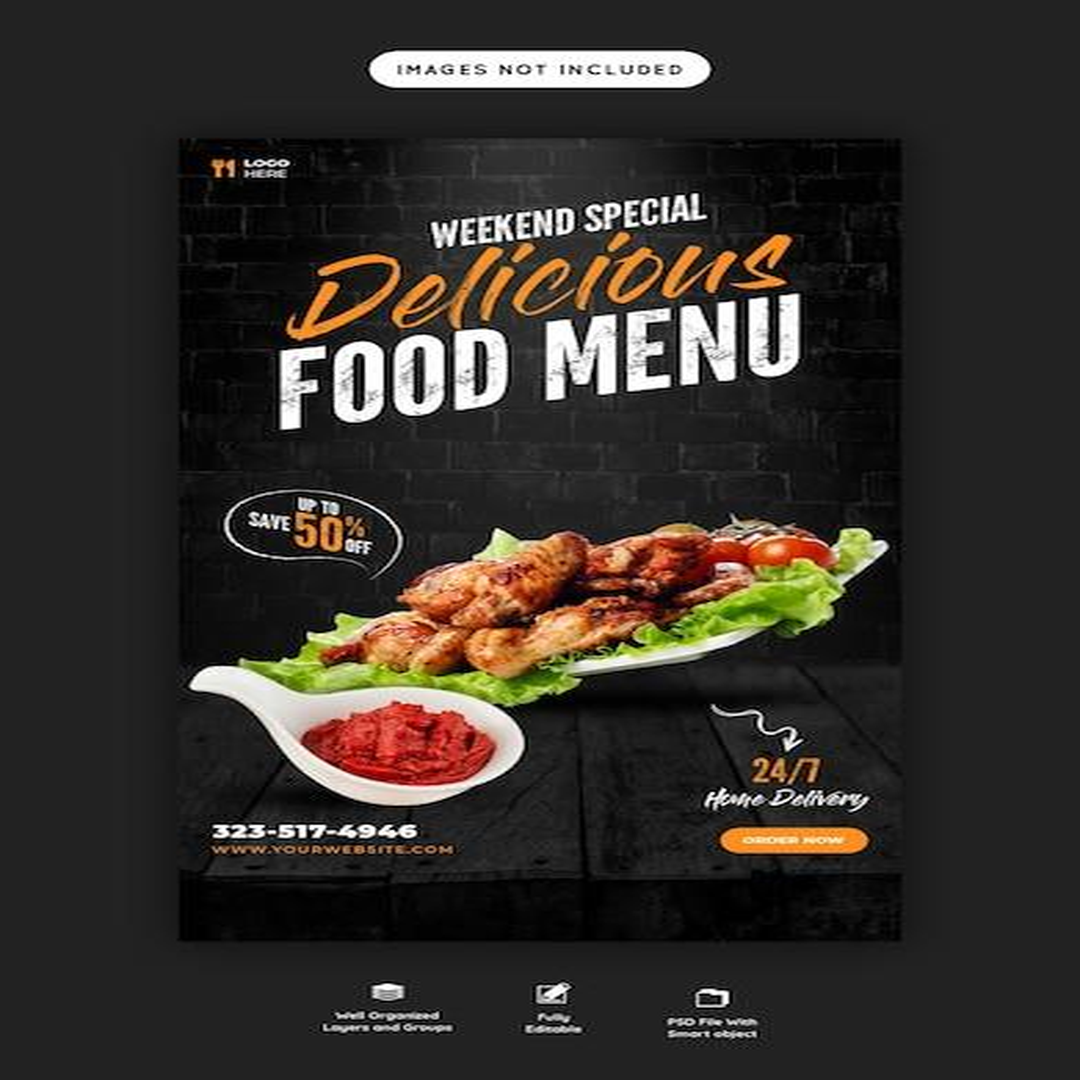 IMAGES NOT INCLUDED
LOGO
HERE
WEEKEND SPECIAL
Delicious
FOOD MENU
UP TO
SAVE 50%
OFF
24/7
Home Delivery
ORDER NOW
323-517-4946
WWW.YOURWEBSITE.COM
Well Organized
Layers and Groups
Fully
Editable
PSD File With
Smart object